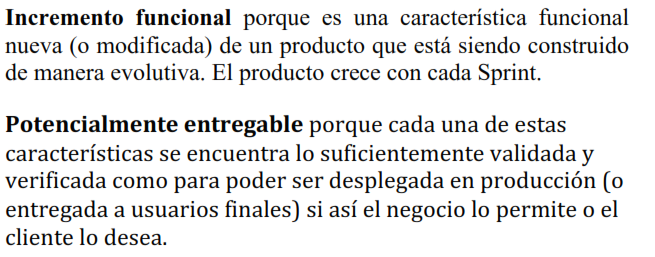 Incremento funcional porque es una característica funcional
nueva (o modificada) de un producto que está siendo construido
de manera evolutiva. El producto crece con cada Sprint.
Potencialmente entregable porque cada una de estas
características se encuentra lo suficientemente validada y
verificada como para poder ser desplegada en producción (o
entregada a usuarios finales) si así el negocio lo permite o el
cliente lo desea.